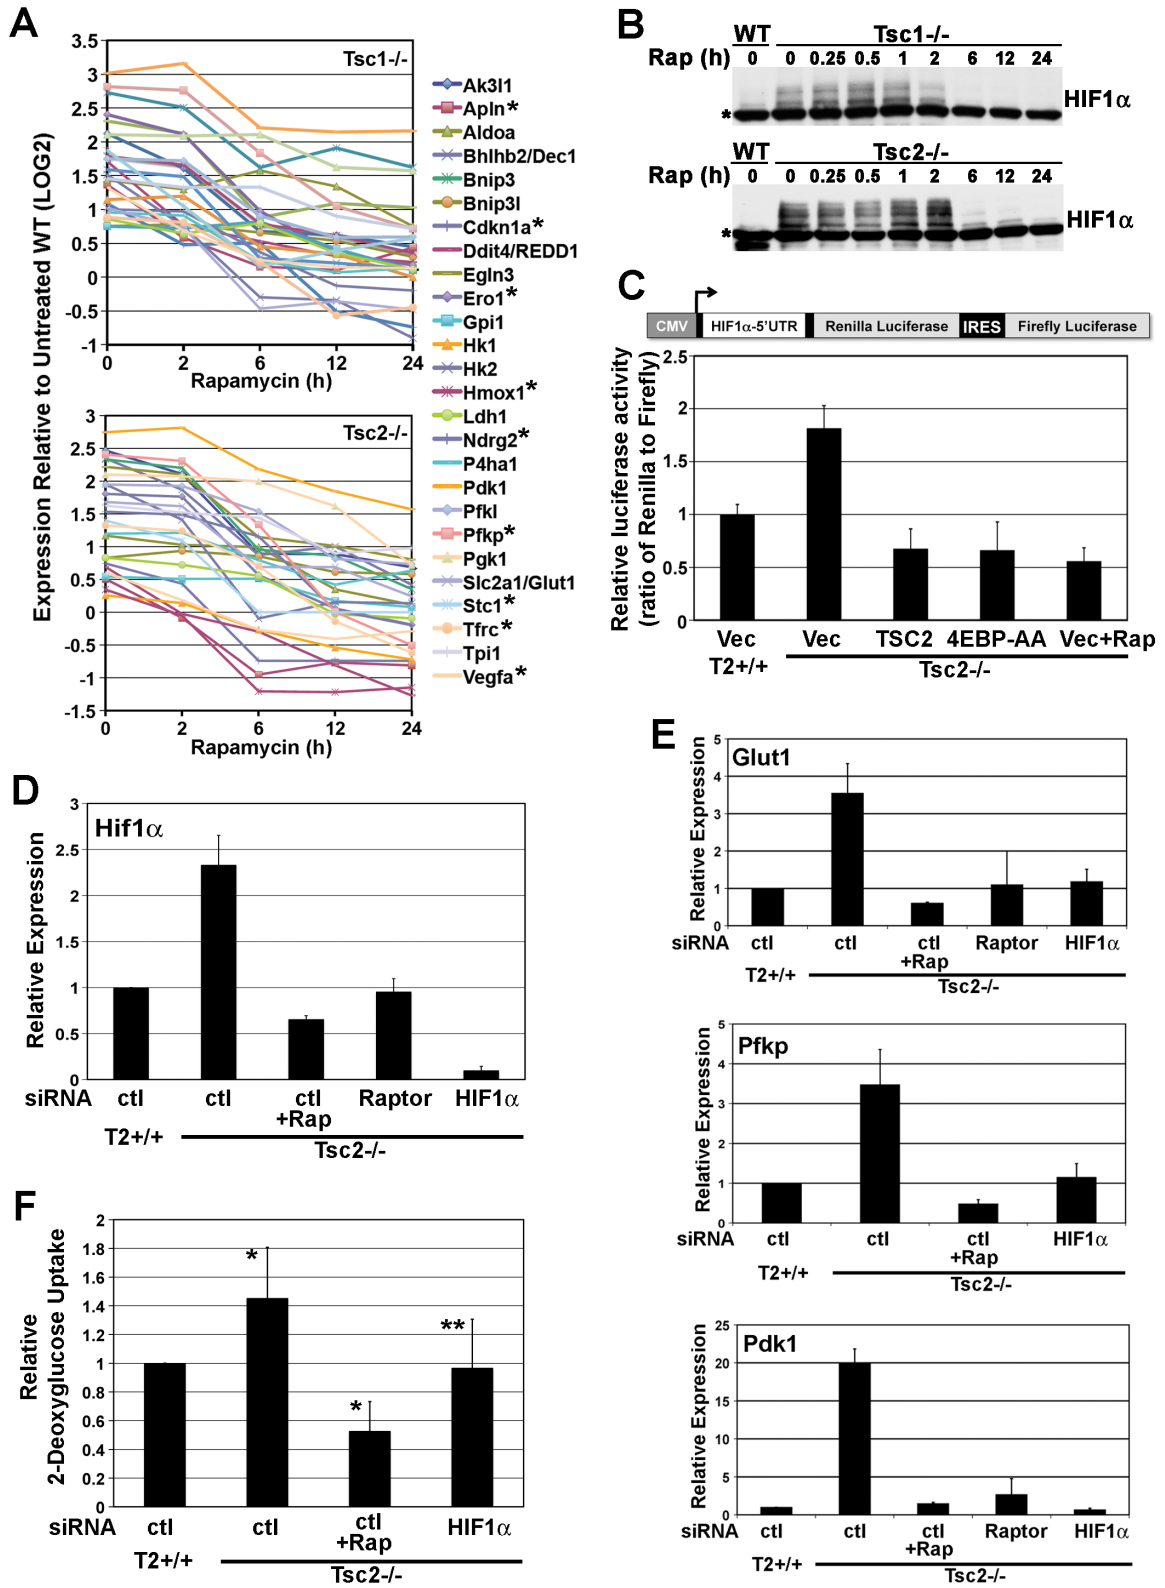 A
Expression Relative to Untreated WT (LOG2)
Tsc1-/-
3.5
3
2.5
2
1.5
1
0.5
0
-0.5
-1
0 2 6 12 24
Rapamycin (h)
Tsc2-/-
3
2.5
2
1.5
1
0.5
0
-0.5
-1
-1.5
0 2 6 12 24
Rapamycin (h)
Ak3l1
Apln*
Aldoa
Bhlhb2/Dec1
Bnip3
Bnip3l
Cdkn1a*
Ddit4/REDD1
Egln3
Ero1*
Gpi1
Hk1
Hk2
Hmox1*
Ldh1
Ndrg2*
P4ha1
Pdk1
Pfkl
Pfkp*
Pgk1
Slc2a1/Glut1
Stc1*
Tfrc*
Tpi1
Vegfa*
B
WT Tsc1-/-
Rap (h) 0 0 0.25 0.5 1 2 6 12 24
* HIF1α
WT Tsc2-/-
Rap (h) 0 0 0.25 0.5 1 2 6 12 24
* HIF1α
C
CMV HIF1α-5'UTR Renilla Luciferase IRES Firefly Luciferase
Relative luciferase activity
(ratio of Renilla to Firefly)
2.5
2
1.5
1
0.5
0
Vec Vec TSC2 4EBP-AA Vec+Rap
T2+/+ Tsc2-/-
D
Hif1α
Relative Expression
3
2.5
2
1.5
1
0.5
0
siRNA ctl ctl ctl Raptor HIF1α
+Rap
T2+/+ Tsc2-/-
E
Glut1
Relative Expression
5
4
3
2
1
0
siRNA ctl ctl ctl Raptor HIF1α
+Rap
T2+/+ Tsc2-/-
Pfkp
Relative Expression
5
4
3
2
1
0
siRNA ctl ctl ctl HIF1α
+Rap
T2+/+ Tsc2-/-
Pdk1
Relative Expression
25
20
15
10
5
0
siRNA ctl ctl ctl Raptor HIF1α
+Rap
T2+/+ Tsc2-/-
F
Relative
2-Deoxyglucose Uptake
2
1.8
1.6
1.4
1.2
1
0.8
0.6
0.4
0.2
0
* * **
siRNA ctl ctl ctl HIF1α
+Rap
T2+/+ Tsc2-/-